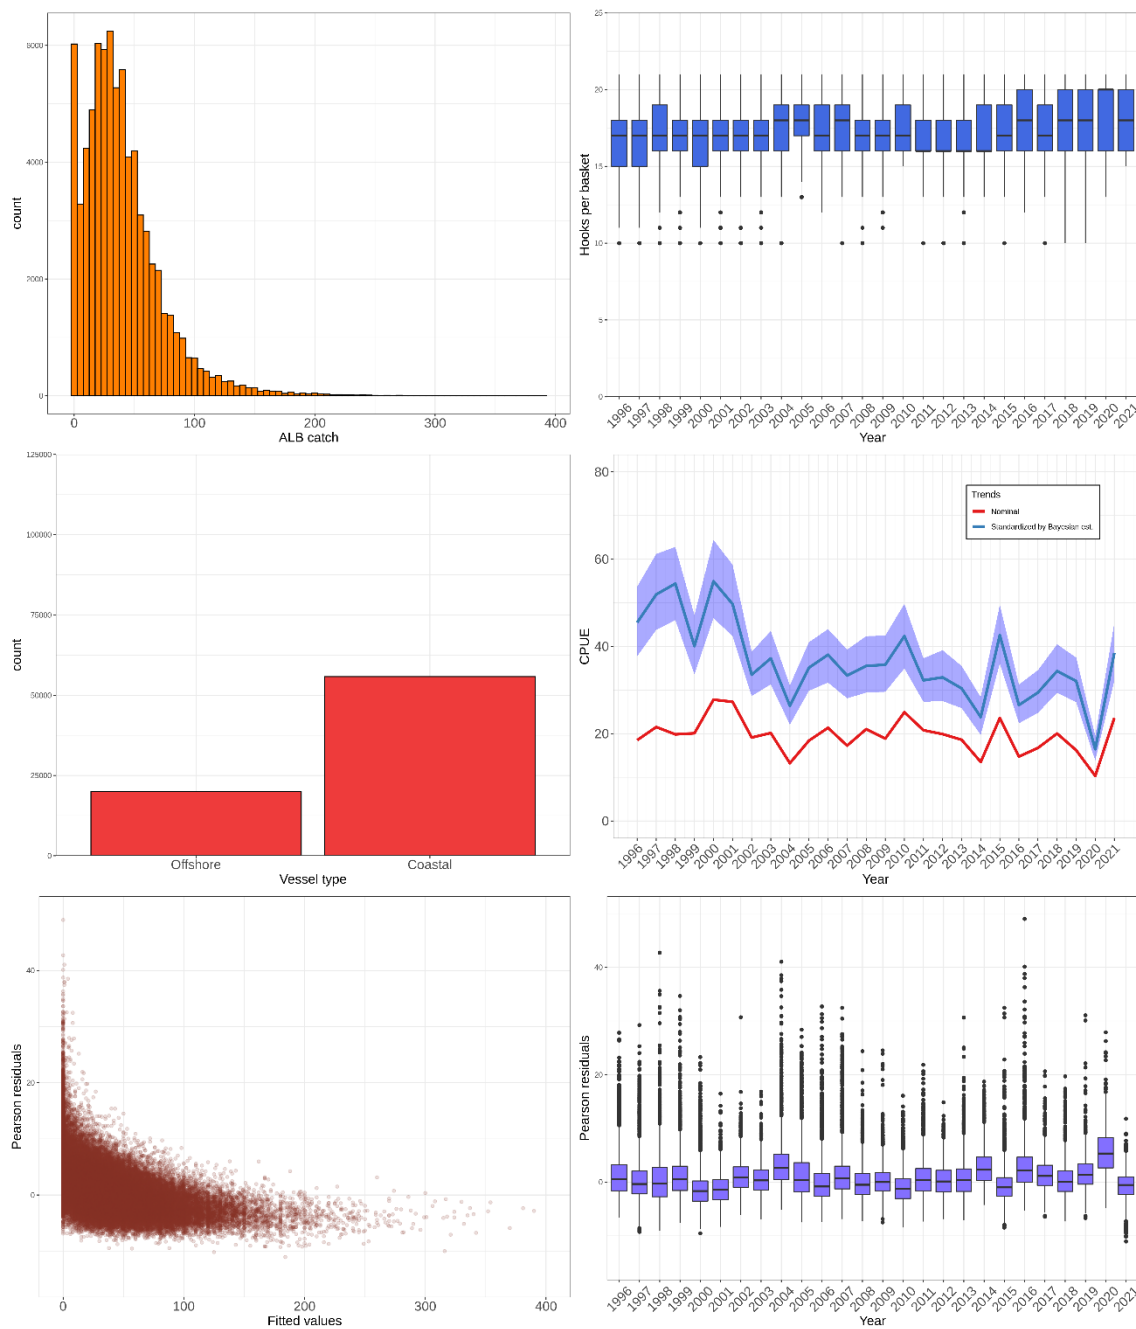 8000
6000
4000
2000
0
count
0 100 200 300 400
ALB catch
25
20
15
10
5
0
Hooks per basket
1996 1997 1998 1999 2000 2001 2002 2003 2004 2005 2006 2007 2008 2009 2010 2011 2012 2013 2014 2015 2016 2017 2018 2019 2020 2021
Year
125000
100000
75000
50000
25000
0
count
Offshore Coastal
Vessel type
80
60
40
20
0
CPUE
Trends
Nominal
Standardized by Bayesian est.
1996 1997 1998 1999 2000 2001 2002 2003 2004 2005 2006 2007 2008 2009 2010 2011 2012 2013 2014 2015 2016 2017 2018 2019 2020 2021
Year
40
20
0
Pearson residuals
0 100 200 300 400
Fitted values
40
20
0
Pearson residuals
1996 1997 1998 1999 2000 2001 2002 2003 2004 2005 2006 2007 2008 2009 2010 2011 2012 2013 2014 2015 2016 2017 2018 2019 2020 2021
Year